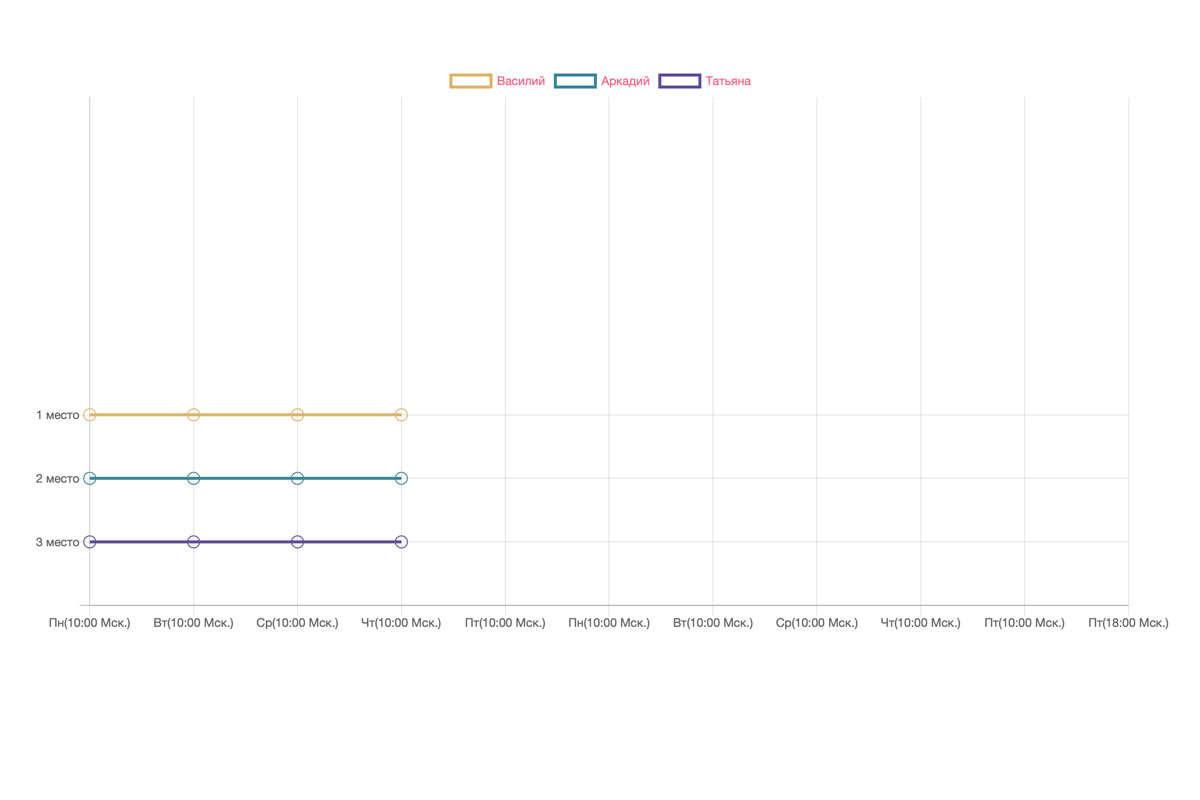 Василий Аркадий Татьяна
1 место
2 место
3 место
Пн(10:00 Мск.) Вт(10:00 Мск.) Ср(10:00 Мск.) Чт(10:00 Мск.) Пт(10:00 Мск.) Пн(10:00 Мск.) Вт(10:00 Мск.) Ср(10:00 Мск.) Чт(10:00 Мск.) Пт(10:00 Мск.) Пт(18:00 Мск.)